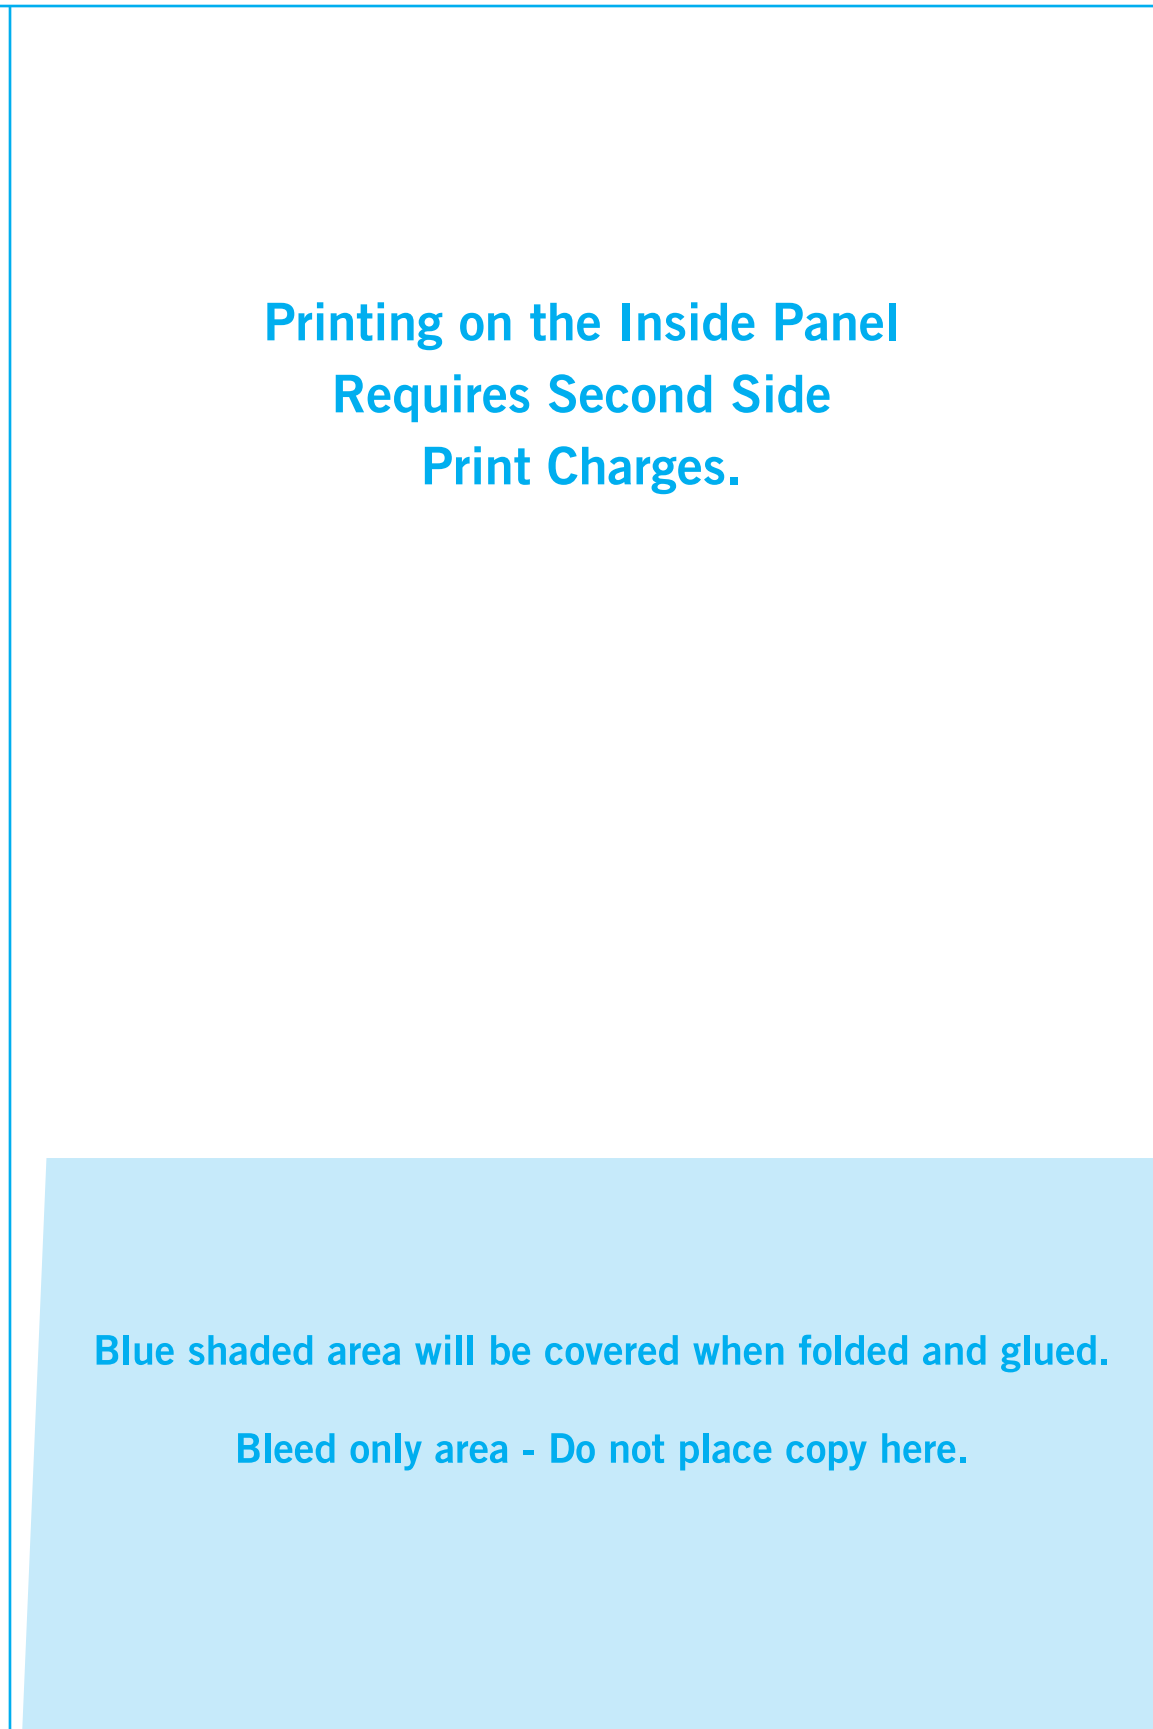 Printing on the Inside Panel
Requires Second Side
Print Charges.
Blue shaded area will be covered when folded and glued.
Bleed only area - Do not place copy here.